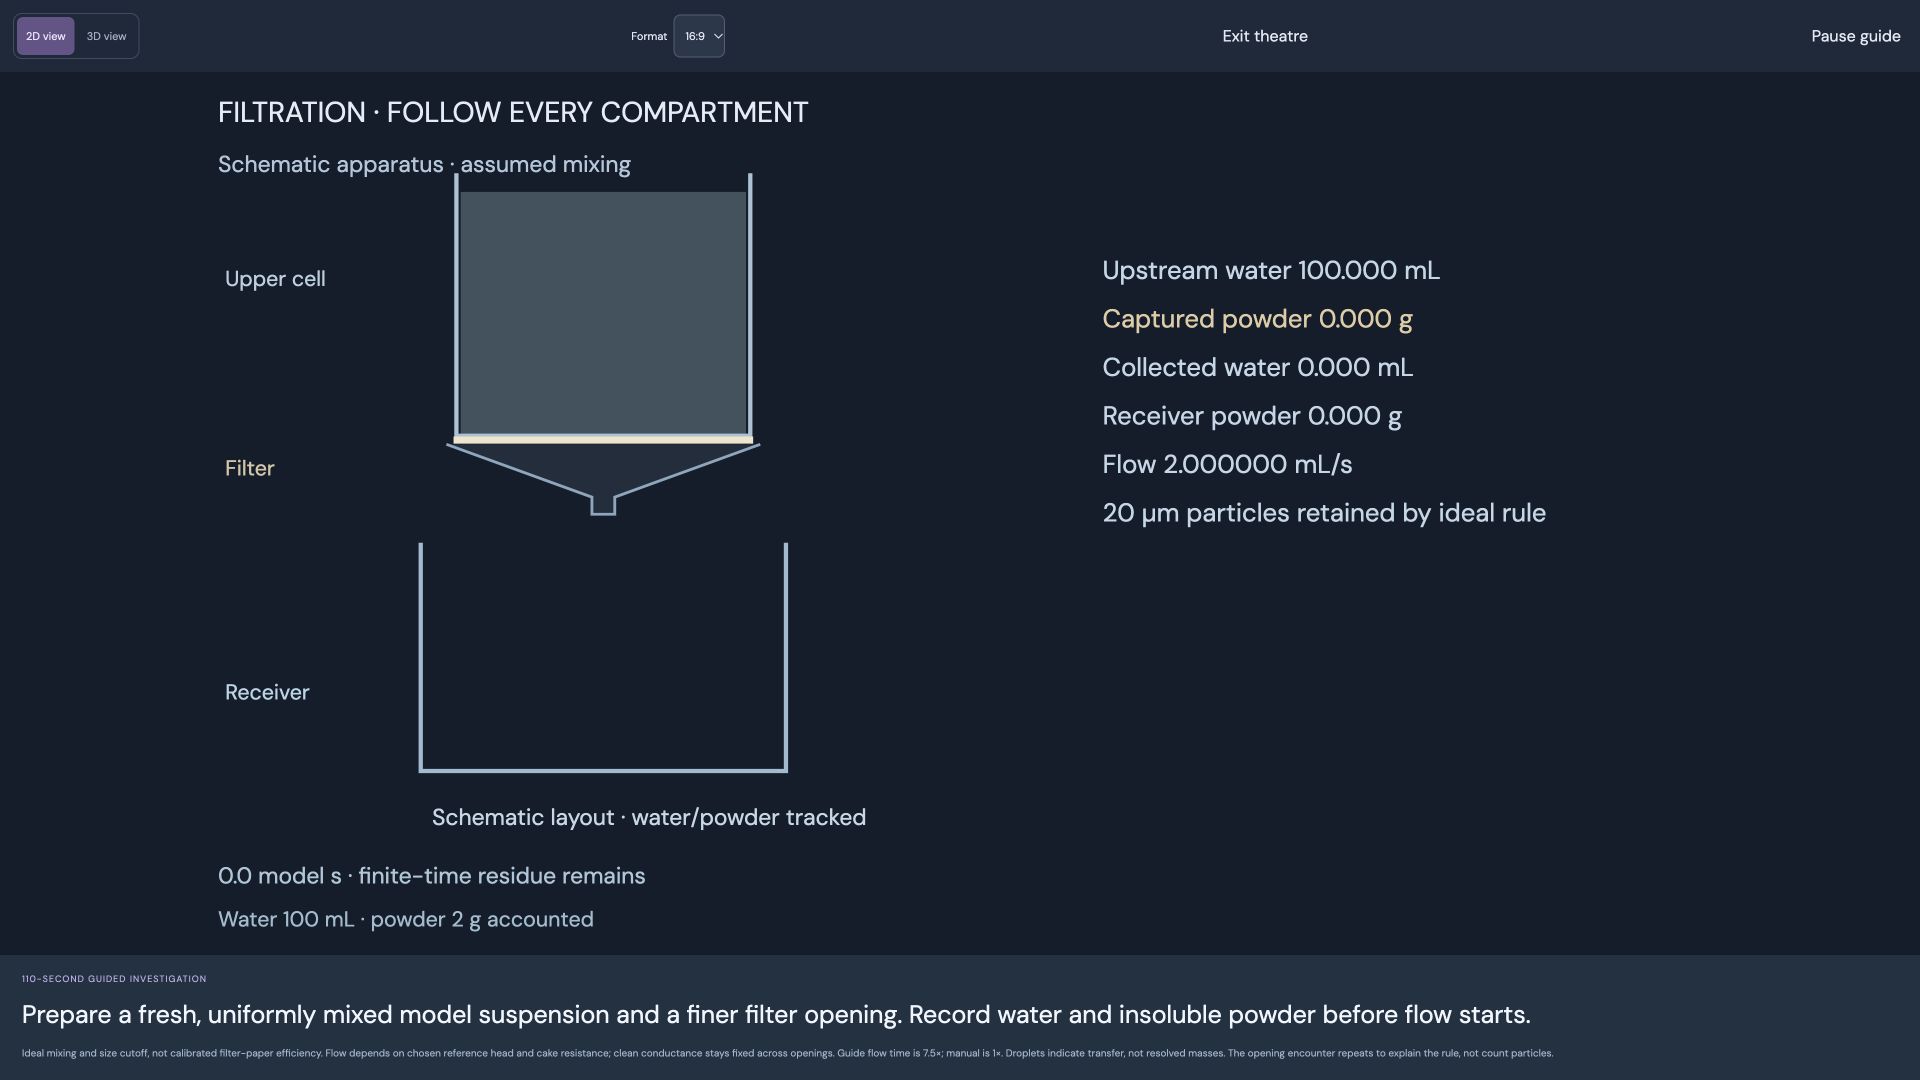 2D view
3D view
Format
16:9
Exit theatre
Pause guide
FILTRATION · FOLLOW EVERY COMPARTMENT
Schematic apparatus · assumed mixing
Upper cell
Filter
Receiver
Upstream water 100.000 mL
Captured powder 0.000 g
Collected water 0.000 mL
Receiver powder 0.000 g
Flow 2.000000 mL/s
20 µm particles retained by ideal rule
Schematic layout · water/powder tracked
0.0 model s · finite-time residue remains
Water 100 mL · powder 2 g accounted
110-SECOND GUIDED INVESTIGATION
Prepare a fresh, uniformly mixed model suspension and a finer filter opening. Record water and insoluble powder before flow starts.
Ideal mixing and size cutoff, not calibrated filter-paper efficiency. Flow depends on chosen reference head and cake resistance; clean conductance stays fixed across openings. Guide flow time is 7.5×; manual is 1×. Droplets indicate transfer, not resolved masses. The opening encounter repeats to explain the rule, not count particles.